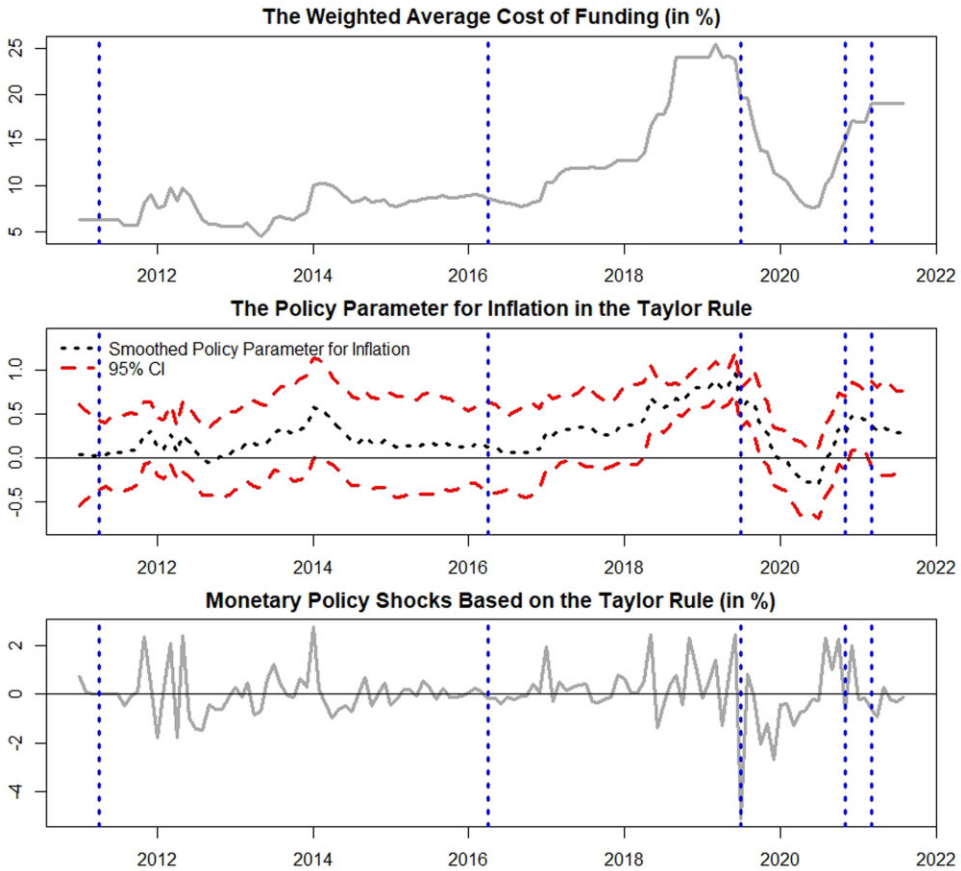 The Weighted Average Cost of Funding (in %)
25
20
15
10
5
2012 2014 2016 2018 2020 2022
The Policy Parameter for Inflation in the Taylor Rule
Smoothed Policy Parameter for Inflation
95% CI
1.0
0.5
0.0
-0.5
2012 2014 2016 2018 2020 2022
Monetary Policy Shocks Based on the Taylor Rule (in %)
2
0
-2
-4
2012 2014 2016 2018 2020 2022